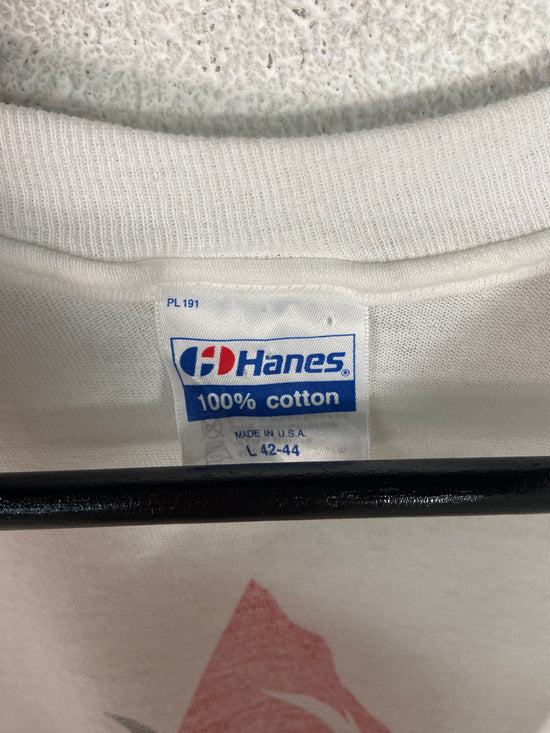 PL 191
Hanes®
100% cotton
MADE IN U.S.A.
L 42-44